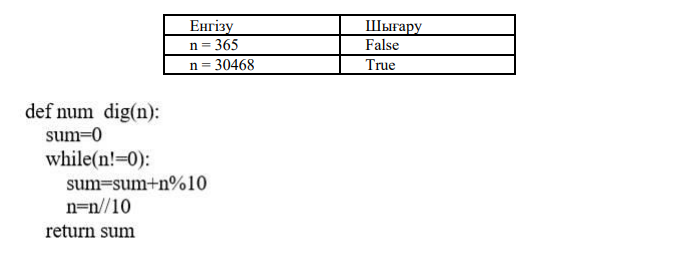 Енгізу Шығару
n = 365 False
n = 30468 True
def num dig(n):
sum=0
while(n!=0):
sum=sum+n%10
n=n//10
return sum